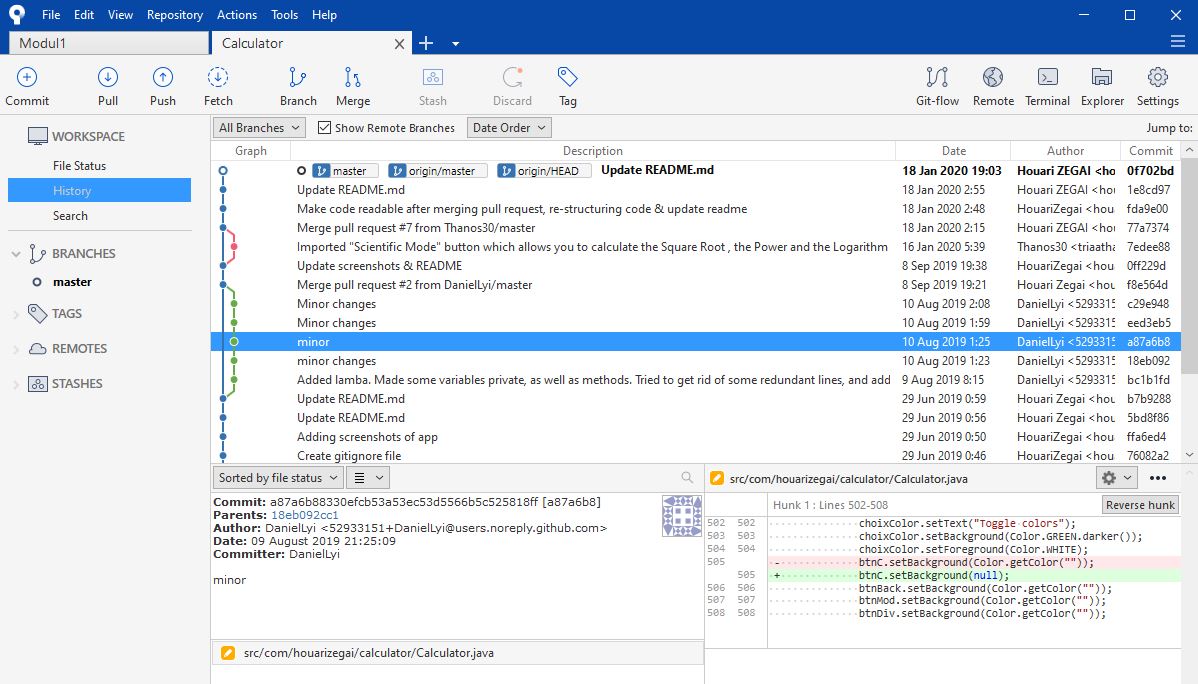 File Edit View Repository Actions Tools Help
Modul1 Calculator
Commit Pull Push Fetch Branch Merge Stash Discard Tag Git-flow Remote Terminal Explorer Settings
WORKSPACE
File Status
History
Search
BRANCHES
master
TAGS
REMOTES
STASHES
All Branches Show Remote Branches Date Order Jump to:
Graph Description Date Author Commit
master origin/master origin/HEAD Update README.md 18 Jan 2020 19:03 Houari ZEGAI <ho 0f702bd
Update README.md 18 Jan 2020 2:55 HouariZegai <hou 1e8cd97
Make code readable after merging pull request, re-structuring code & update readme 18 Jan 2020 2:48 HouariZegai <hou fda9e00
Merge pull request #7 from Thanos30/master 18 Jan 2020 2:15 Houari Zegai <hou 77a7374
Imported "Scientific Mode" button which allows you to calculate the Square Root , the Power and the Logarithm 16 Jan 2020 5:39 Thanos30 <triaatha 7edee88
Update screenshots & README 8 Sep 2019 19:38 HouariZegai <hou 0ff229d
Merge pull request #2 from DanielLyi/master 8 Sep 2019 19:21 Houari Zegai <hou f8e564d
Minor changes 10 Aug 2019 2:08 DanielLyi <5293315 c29e948
Minor changes 10 Aug 2019 1:59 DanielLyi <5293315 eed3eb5
minor 10 Aug 2019 1:25 DanielLyi <5293315 a87a6b8
minor changes 10 Aug 2019 1:23 DanielLyi <5293315 18eb092
Added lamba. Made some variables private, as well as methods. Tried to get rid of some redundant lines, and add 9 Aug 2019 8:15 DanielLyi <5293315 bc1b1fd
Update README.md 29 Jun 2019 0:59 HouariZegai <hou b7b9288
Update README.md 29 Jun 2019 0:56 HouariZegai <hou 5bd8f86
Adding screenshots of app 29 Jun 2019 0:50 HouariZegai <hou ffa6ed4
Create gitignore file 29 Jun 2019 0:46 HouariZegai <hou 76082a2
Sorted by file status
Commit: a87a6b88330efcb53a53ec53d5566b5c525818ff [a87a6b8]
Parents: 18eb092cc1
Author: DanielLyi <52933151+DanielLyi@users.noreply.github.com>
Date: 09 August 2019 21:25:09
Committer: DanielLyi
minor
src/com/houarizegai/calculator/Calculator.java
src/com/houarizegai/calculator/Calculator.java
Hunk 1 : Lines 502-508 Reverse hunk
502 502 choixColor.setText("Toggle colors");
503 503 choixColor.setBackground(Color.GREEN.darker());
504 504 choixColor.setForeground(Color.WHITE);
505 - btnC.setBackground(Color.getColor(""));
505 + btnC.setBackground(null);
506 506 btnBack.setBackground(Color.getColor(""));
507 507 btnMod.setBackground(Color.getColor(""));
508 508 btnDiv.setBackground(Color.getColor(""));